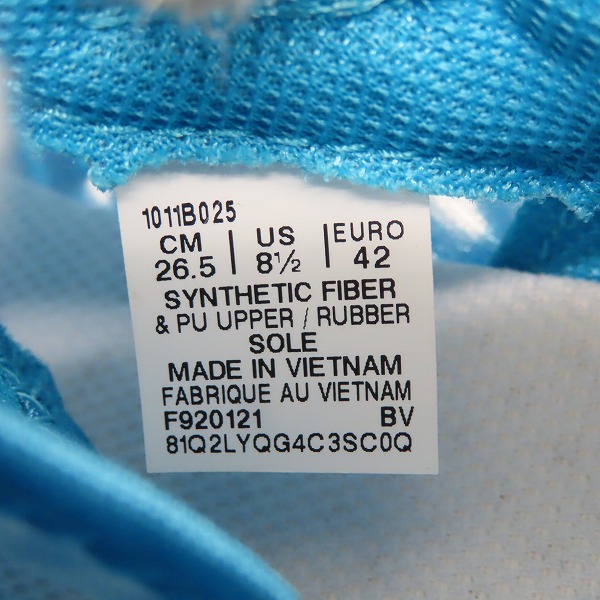 1011B025
CM US EURO
26.5 8½ 42
SYNTHETIC FIBER
& PU UPPER / RUBBER
SOLE
MADE IN VIETNAM
FABRIQUE AU VIETNAM
F920121 BV
81Q2LYQG4C3SC0Q